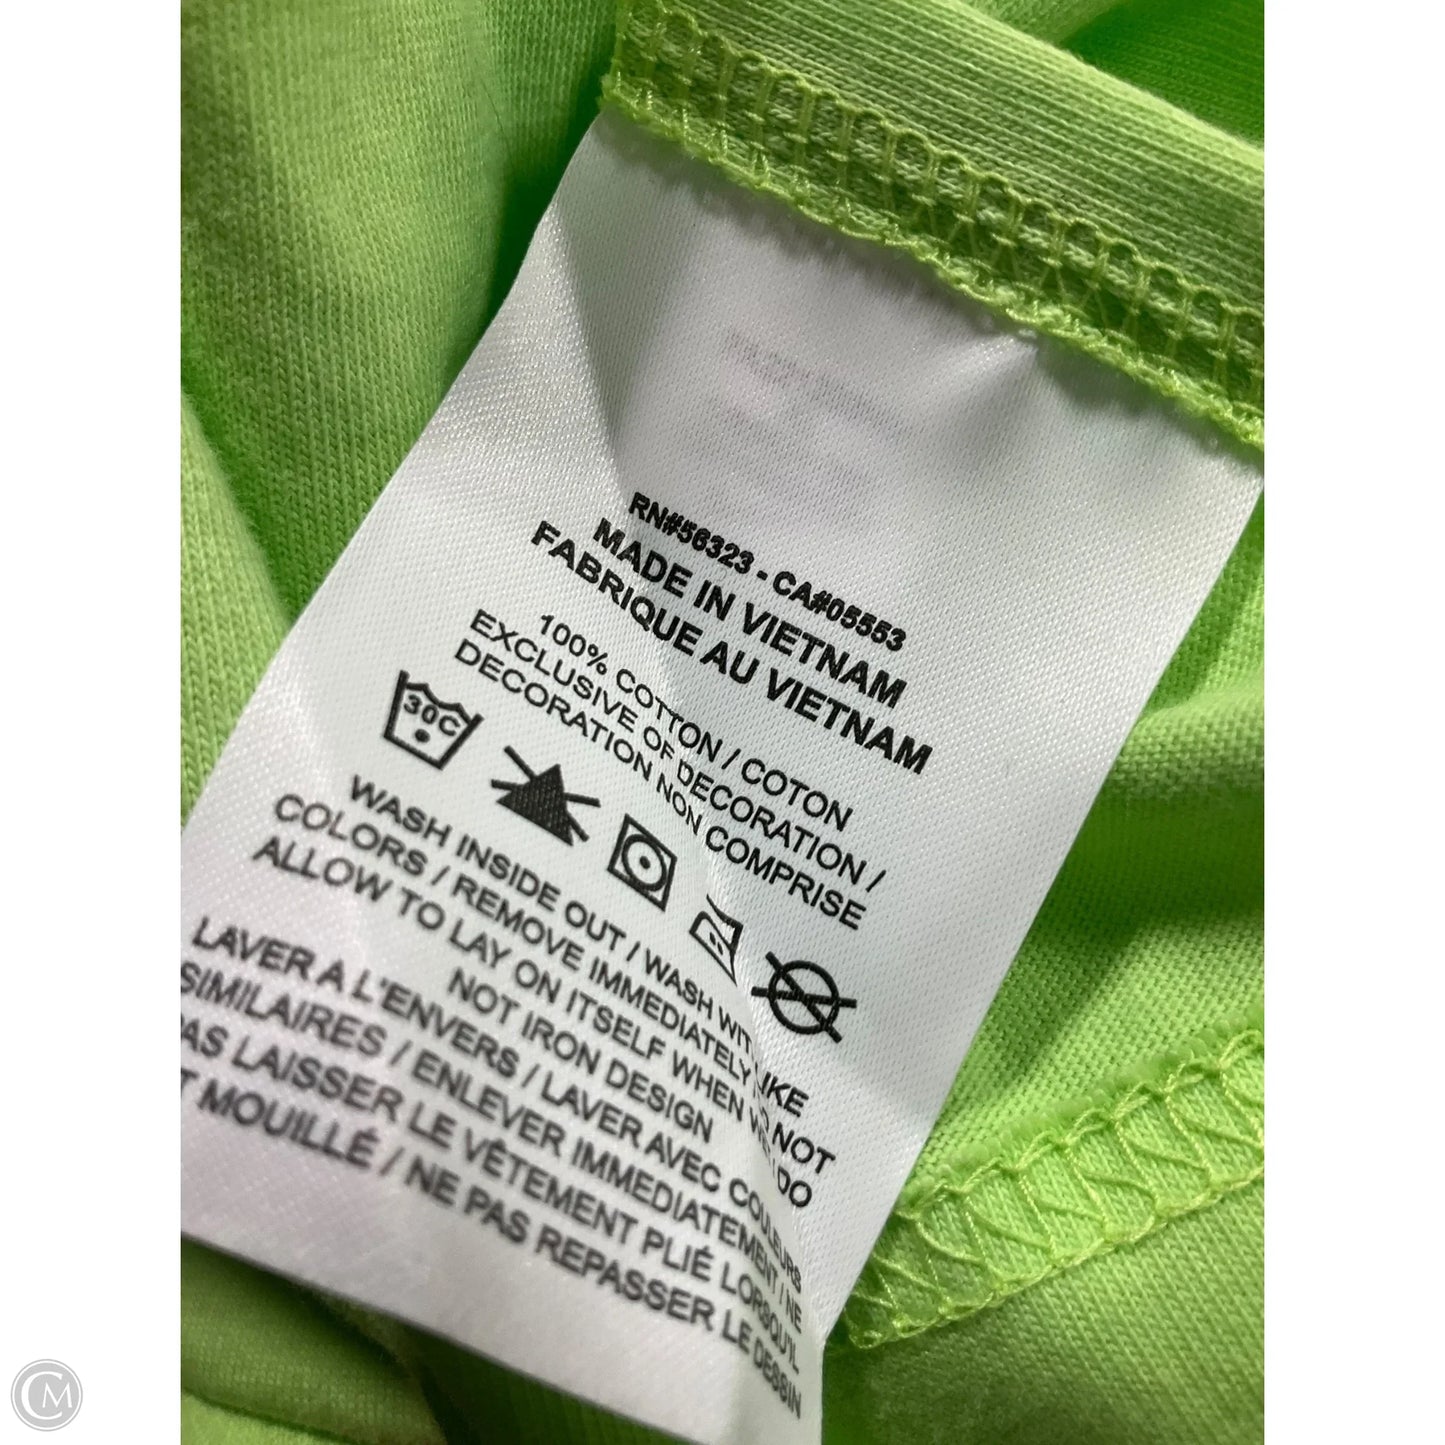 RN#56323 - CA#05553
MADE IN VIETNAM
FABRIQUE AU VIETNAM
100% COTTON / COTON
EXCLUSIVE OF DECORATION /
DECORATION NON COMPRISE
30C
WASH INSIDE OUT / WASH WITH LIKE
COLORS / REMOVE IMMEDIATELY / DO NOT
ALLOW TO LAY ON ITSELF WHEN WET / DO
NOT IRON DESIGN
LAVER A L'ENVERS / LAVER AVEC COULEURS
SIMILAIRES / ENLEVER IMMEDIATEMENT / NE
PAS LAISSER LE VÊTEMENT PLIÉ LORSQU'IL
T MOUILLÉ / NE PAS REPASSER LE DESSIN
CM